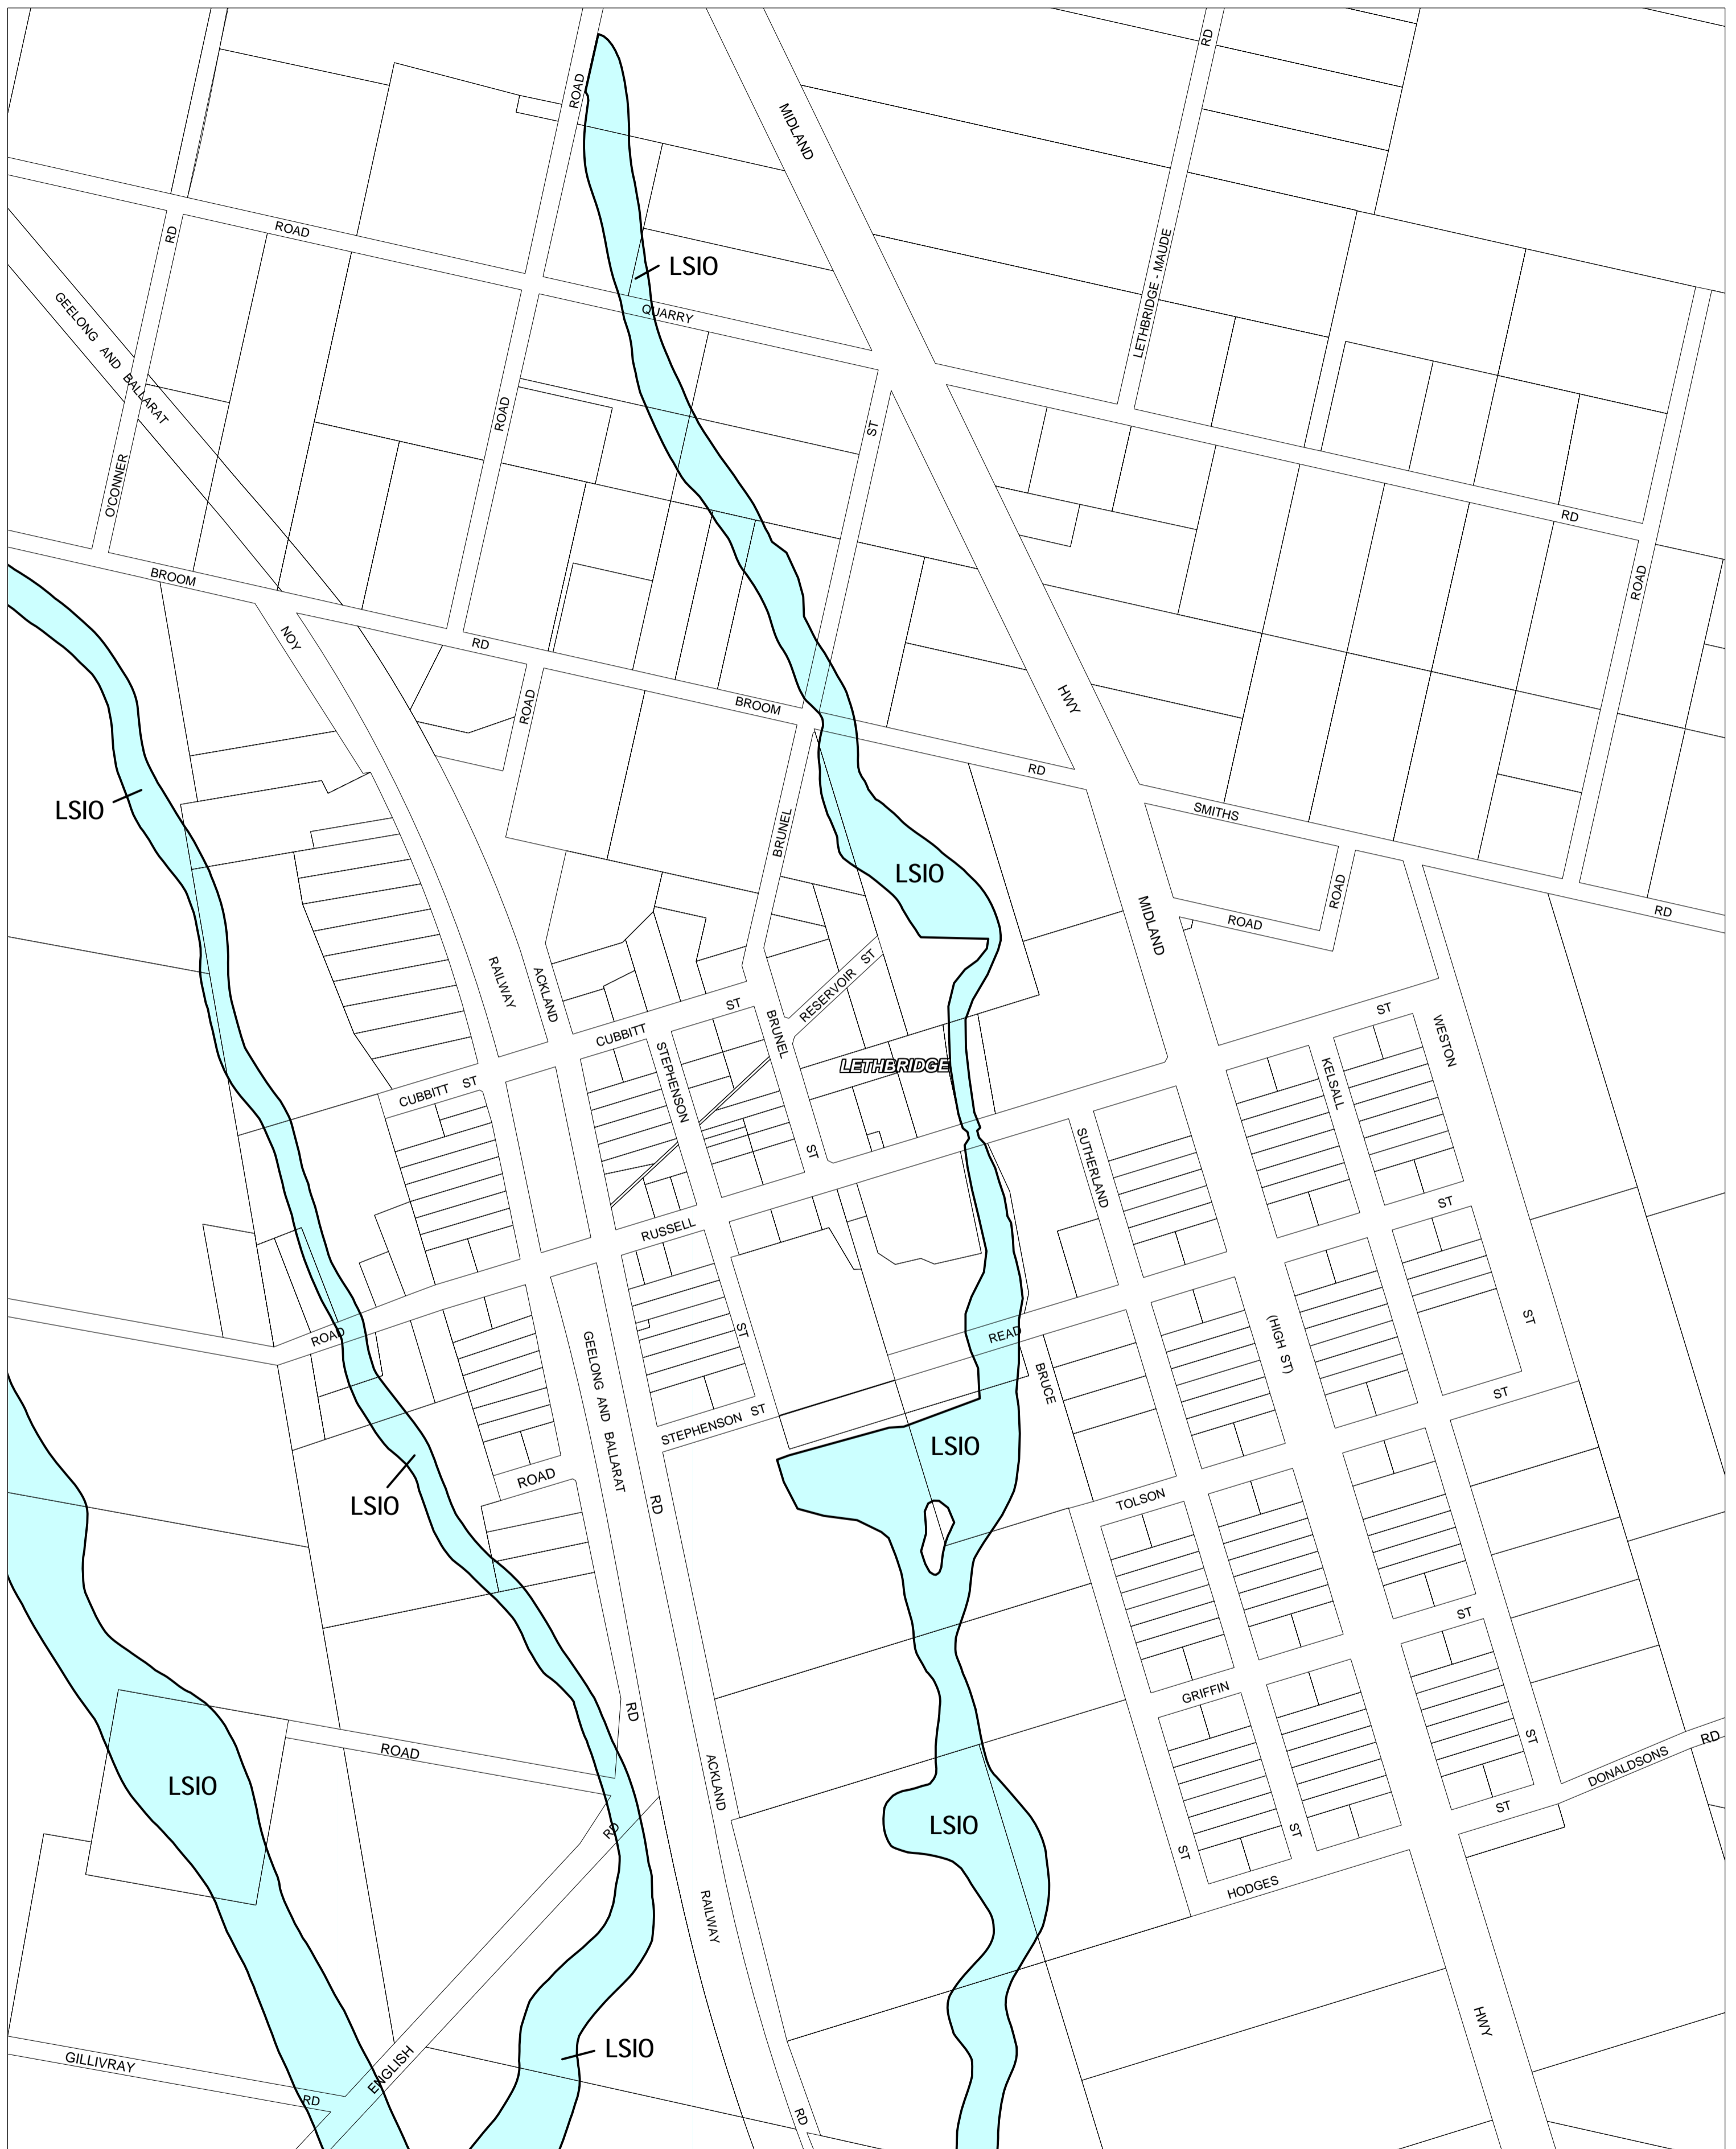 RD
ROAD
MIDLAND
RD
ROAD
LETHBRIDGE - MAUDE
LSIO
QUARRY
GEELONG AND BALLARAT
ROAD
ST
O'CONNER
RD
BROOM
ROAD
NOY
RD
HWY
ROAD
BROOM
RD
LSIO
SMITHS
BRUNEL
LSIO
ROAD
RD
MIDLAND
ROAD
RESERVOIR ST
RAILWAY
ACKLAND
ST
ST
CUBBITT
BRUNEL
WESTON
STEPHENSON
LETHBRIDGE
KELSALL
CUBBITT ST
ST
SUTHERLAND
ST
RUSSELL
ST
ROAD
ST
READ
(HIGH ST)
GEELONG AND BALLARAT
BRUCE
ST
STEPHENSON ST
LSIO
ROAD
LSIO
RD
TOLSON
ST
GRIFFIN
RD
ST
RD
ROAD
DONALDSONS
LSIO
ACKLAND
ST
LSIO
RD
ST
ST
HODGES
RAILWAY
HWY
LSIO
GILLIVRAY
ENGLISH
RD
RD